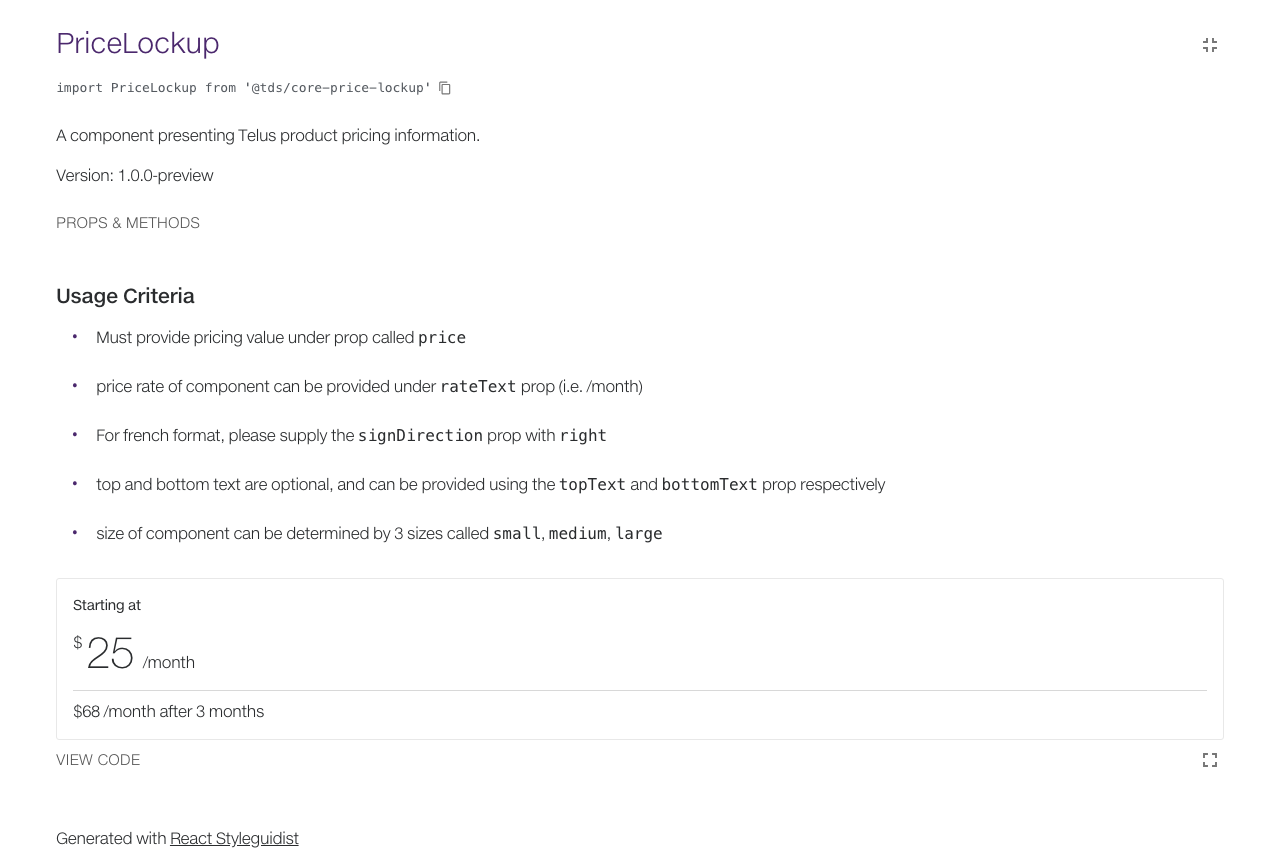 PriceLockup
import PriceLockup from '@tds/core-price-lockup'
A component presenting Telus product pricing information.
Version: 1.0.0-preview
PROPS & METHODS
Usage Criteria
• Must provide pricing value under prop called price
• price rate of component can be provided under rateText prop (i.e. /month)
• For french format, please supply the signDirection prop with right
• top and bottom text are optional, and can be provided using the topText and bottomText prop respectively
• size of component can be determined by 3 sizes called small, medium, large
Starting at
$ 25 /month
$68 /month after 3 months
VIEW CODE
Generated with React Styleguidist